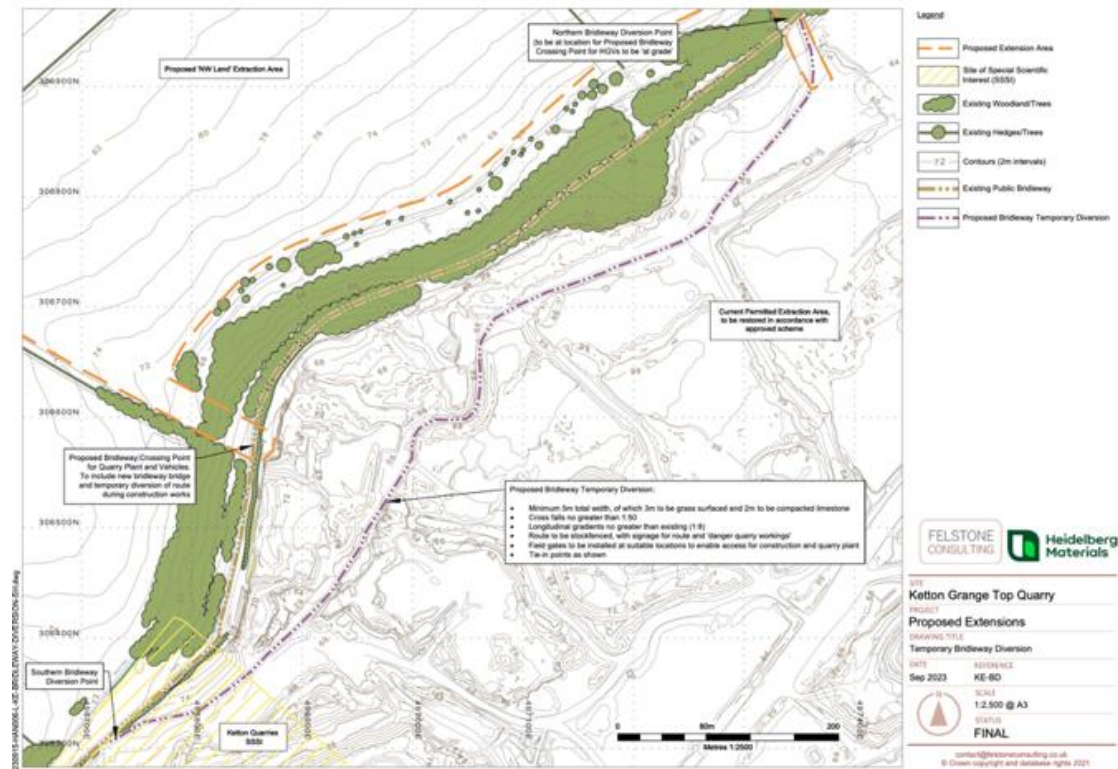 Northern Bridleway Diversion Point
(to be at location for Proposed Bridleway
Crossing Point for HGVs to be 'at grade'
Proposed 'NW Land' Extraction Area
306900N
306800N
306700N
306600N
306500N
Current Permitted Extraction Area,
to be restored in accordance with
approved scheme
Proposed Bridleway Crossing Point
for Quarry Plant and Vehicles.
To include new bridleway bridge
and temporary diversion of route
during construction works
Proposed Bridleway Temporary Diversion:
• Minimum 5m total width, of which 3m to be grass surfaced and 2m to be compacted limestone
• Cross falls no greater than 1:50
• Longitudinal gradients no greater than existing (1:8)
• Route to be stockfenced, with signage for route and 'danger quarry workings'
• Field gates to be installed at suitable locations to enable access for construction and quarry plant
• Tie-in points as shown
Southern Bridleway
Diversion Point
Ketton Quarries
SSSI
0 80m 200
Metres 1:2500
Legend
Proposed Extension Area
Site of Special Scientific
Interest (SSSI)
Existing Woodland/Trees
Existing Hedges/Trees
Contours (2m intervals)
Existing Public Bridleway
Proposed Bridleway Temporary Diversion
FELSTONE
CONSULTING
Heidelberg
Materials
SITE
Ketton Grange Top Quarry
PROJECT
Proposed Extensions
DRAWING TITLE
Temporary Bridleway Diversion
DATE
Sep 2023
REFERENCE
KE-BD
SCALE
1:2,500 @ A3
STATUS
FINAL
contact@felstoneconsulting.co.uk
© Crown copyright and database rights 2021